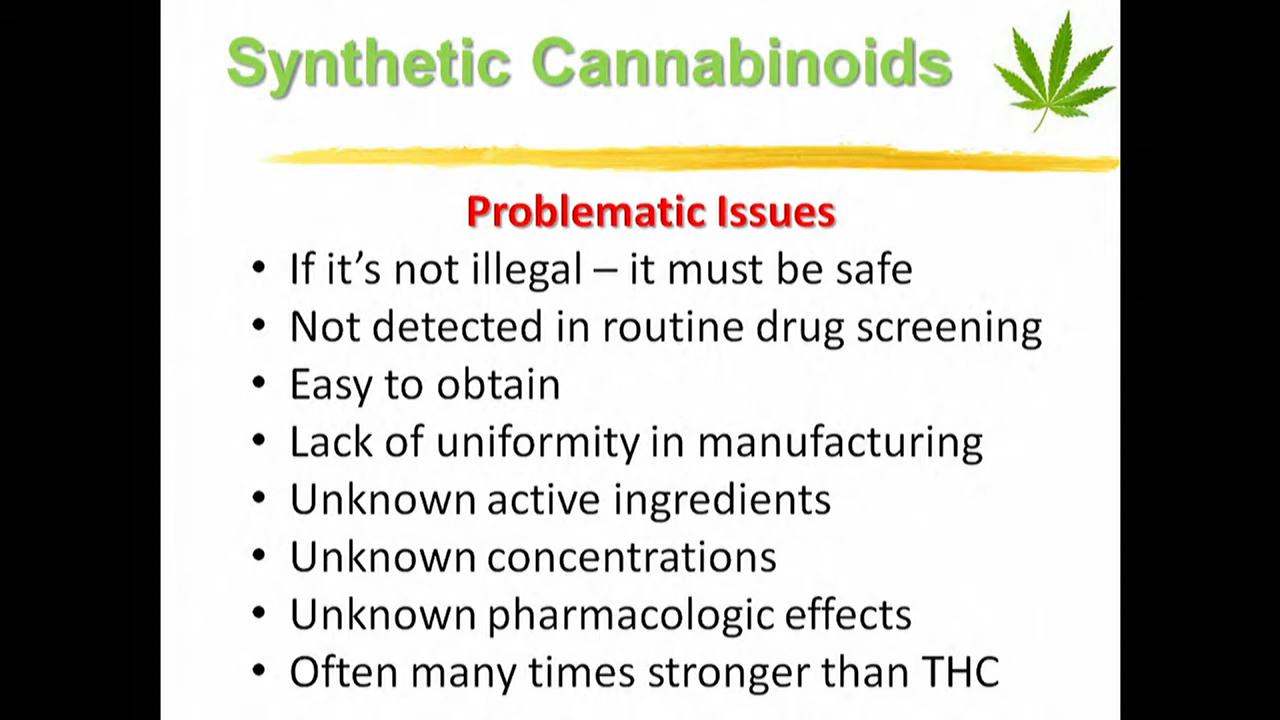 Synthetic Cannabinoids
Problematic Issues
• If it’s not illegal – it must be safe
• Not detected in routine drug screening
• Easy to obtain
• Lack of uniformity in manufacturing
• Unknown active ingredients
• Unknown concentrations
• Unknown pharmacologic effects
• Often many times stronger than THC